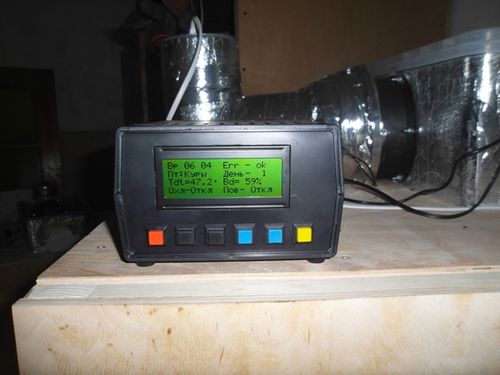 Вр 06 04 Err - ok
Пт:Куры День- 1
Tdt=47.2° Bd= 59%
Охл-Откл Пов- Откл